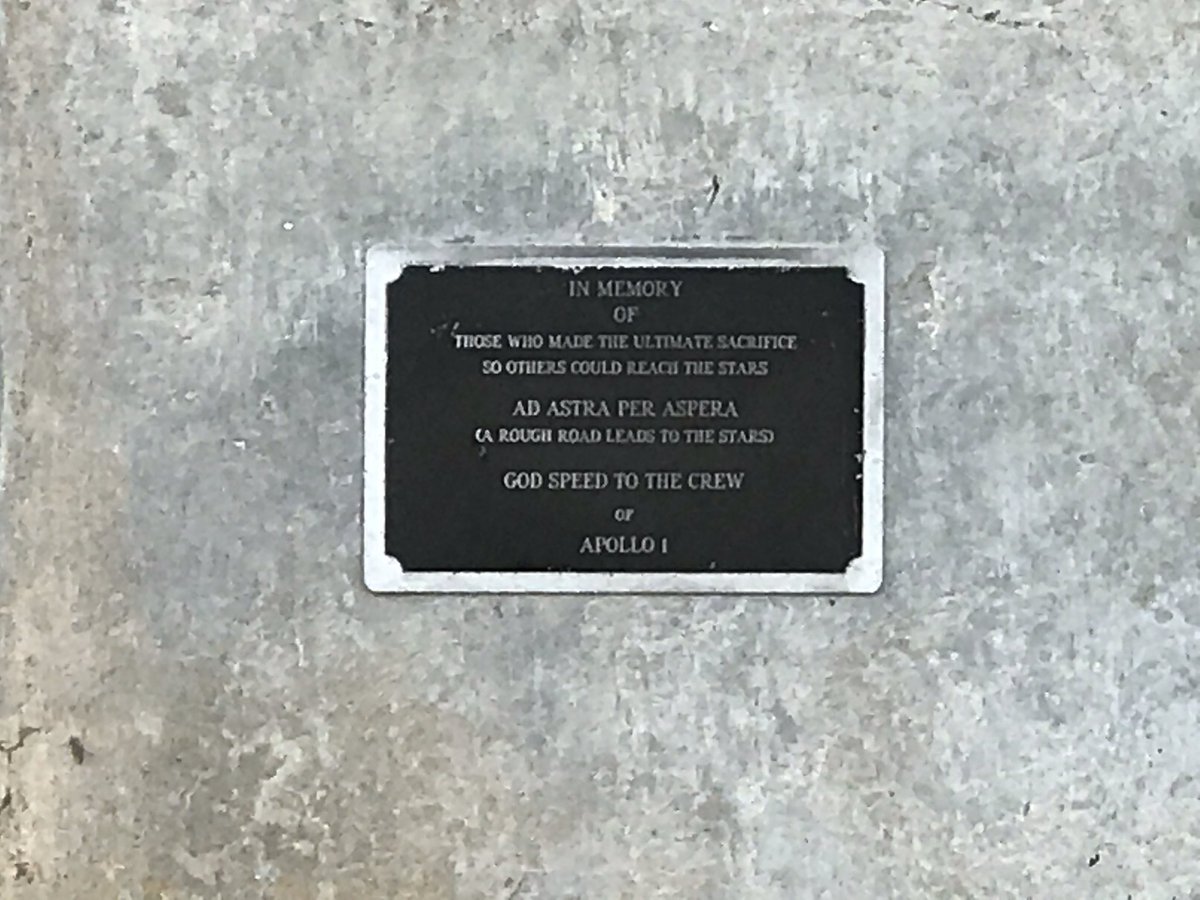 IN MEMORY
OF
THOSE WHO MADE THE ULTIMATE SACRIFICE
SO OTHERS COULD REACH THE STARS
AD ASTRA PER ASPERA
(A ROUGH ROAD LEADS TO THE STARS)
GOD SPEED TO THE CREW
OF
APOLLO 1